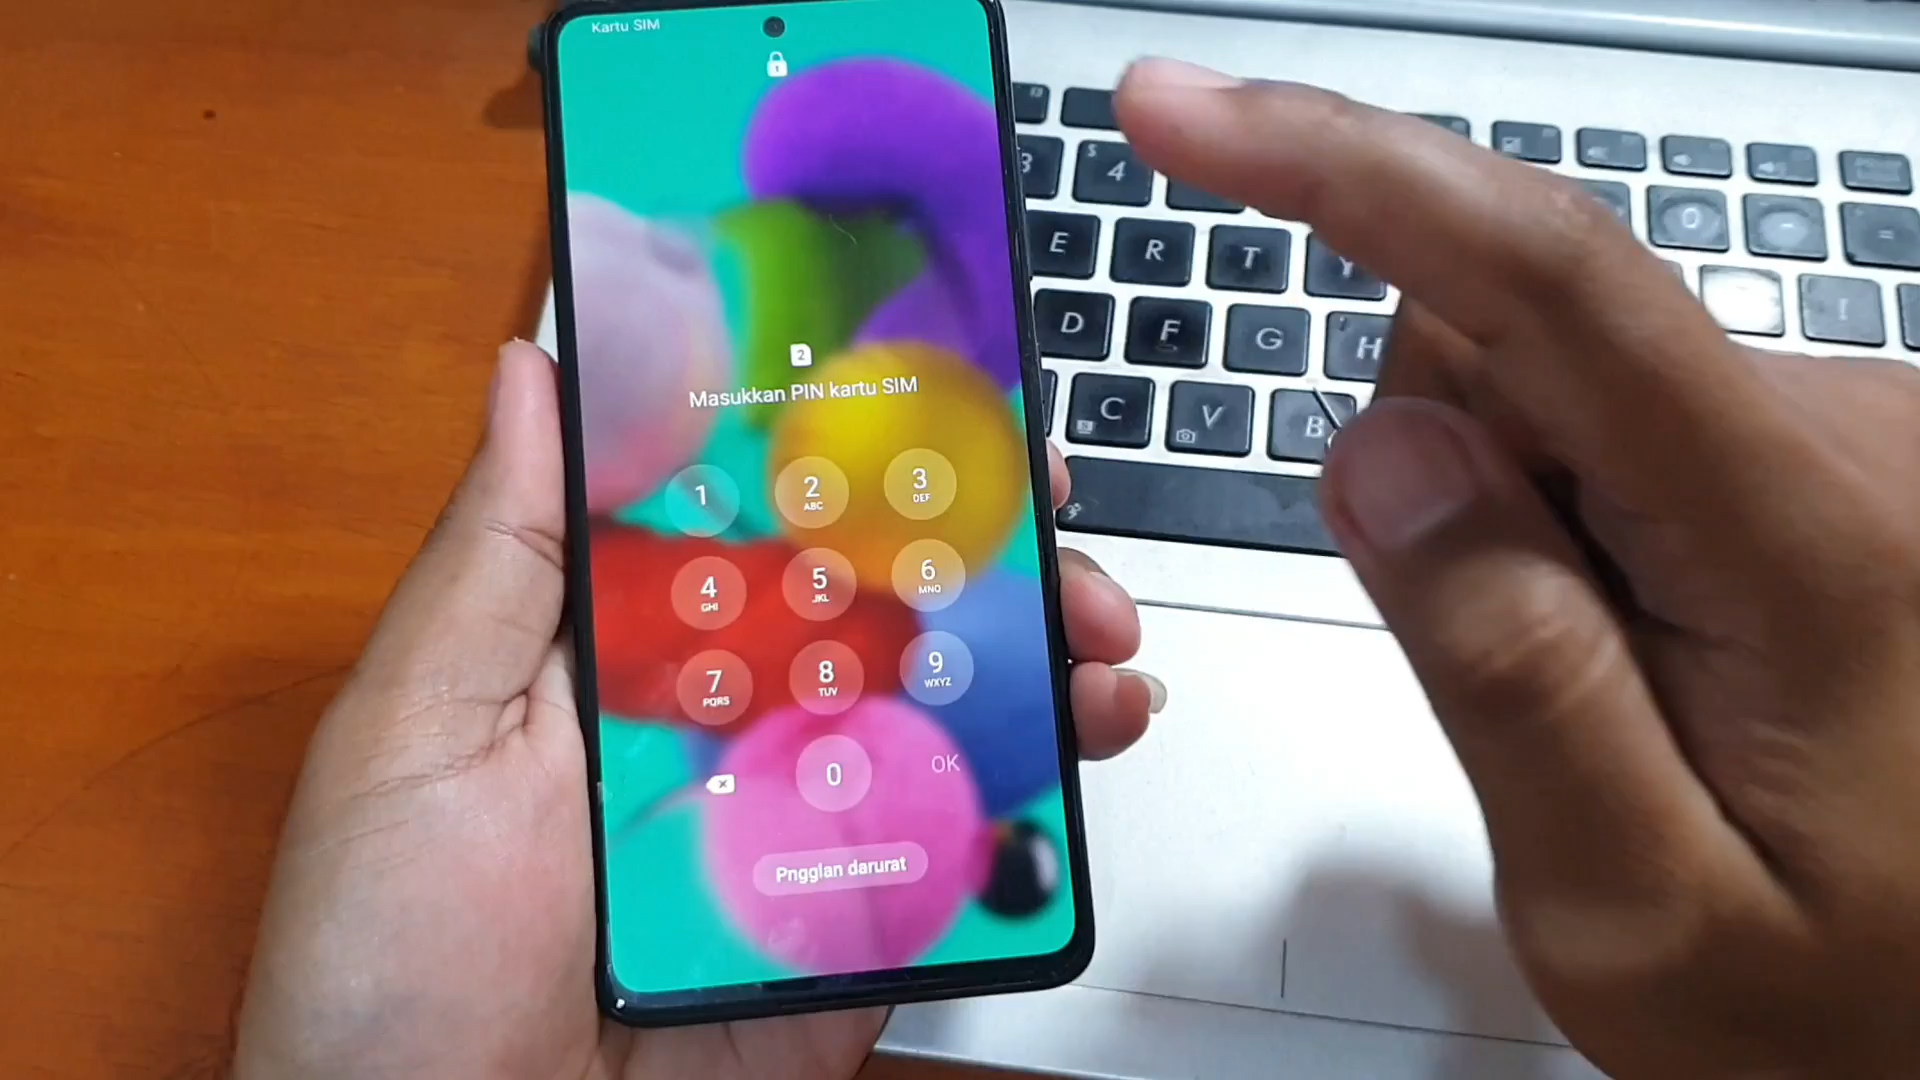 Kartu SIM
2
Masukkan PIN kartu SIM
1
2 ABC
3 DEF
4 GHI
5 JKL
6 MNO
7 PQRS
8 TUV
9 WXYZ
0
OK
Pnggian darurat
$ 4
E R T Y
D F G H
C V B
I